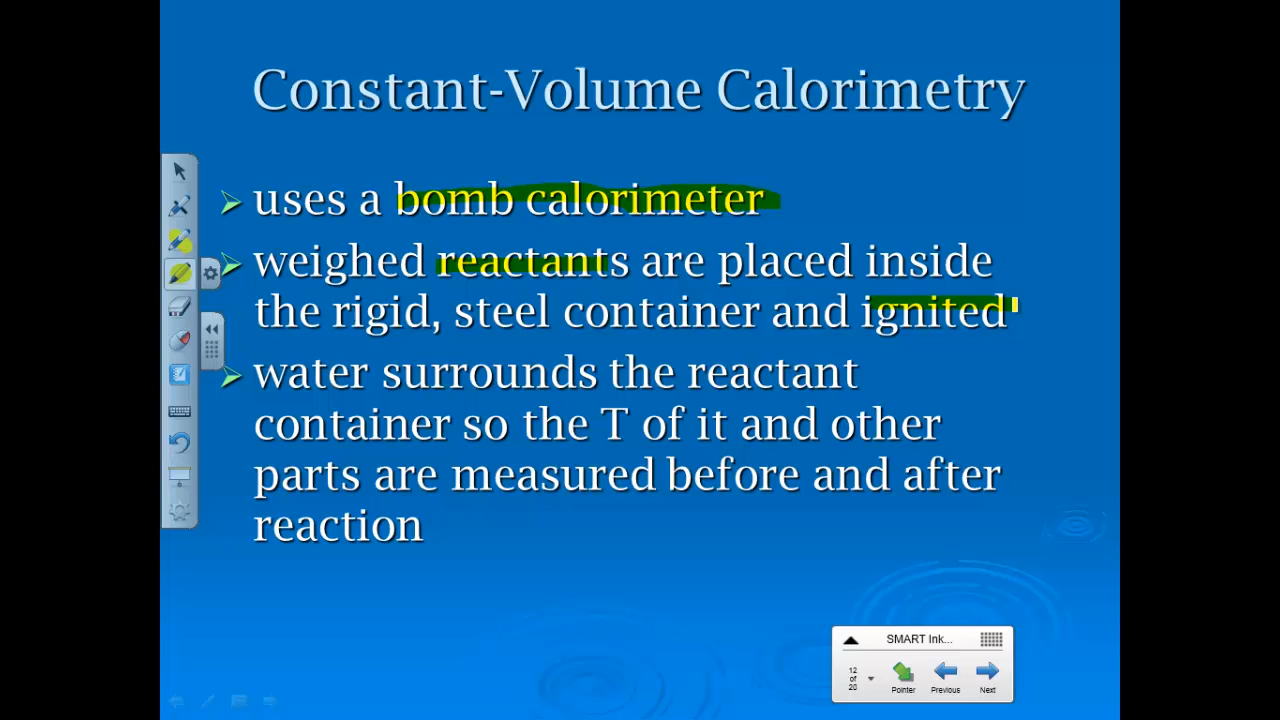 Constant-Volume Calorimetry
uses a bomb calorimeter
weighed reactants are placed inside
the rigid, steel container and ignited
water surrounds the reactant
container so the T of it and other
parts are measured before and after
reaction
SMART Ink...
12
of
20
Pointer Previous Next